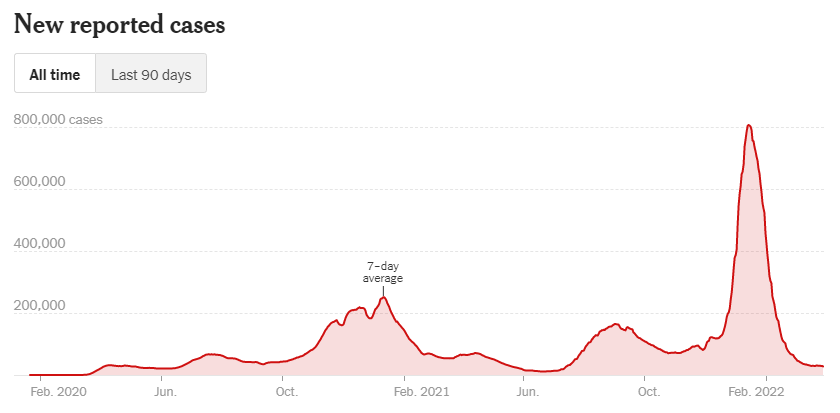 New reported cases
All time
Last 90 days
800,000 cases
600,000
400,000
200,000
7–day
average
Feb. 2020
Jun.
Oct.
Feb. 2021
Jun.
Oct.
Feb. 2022